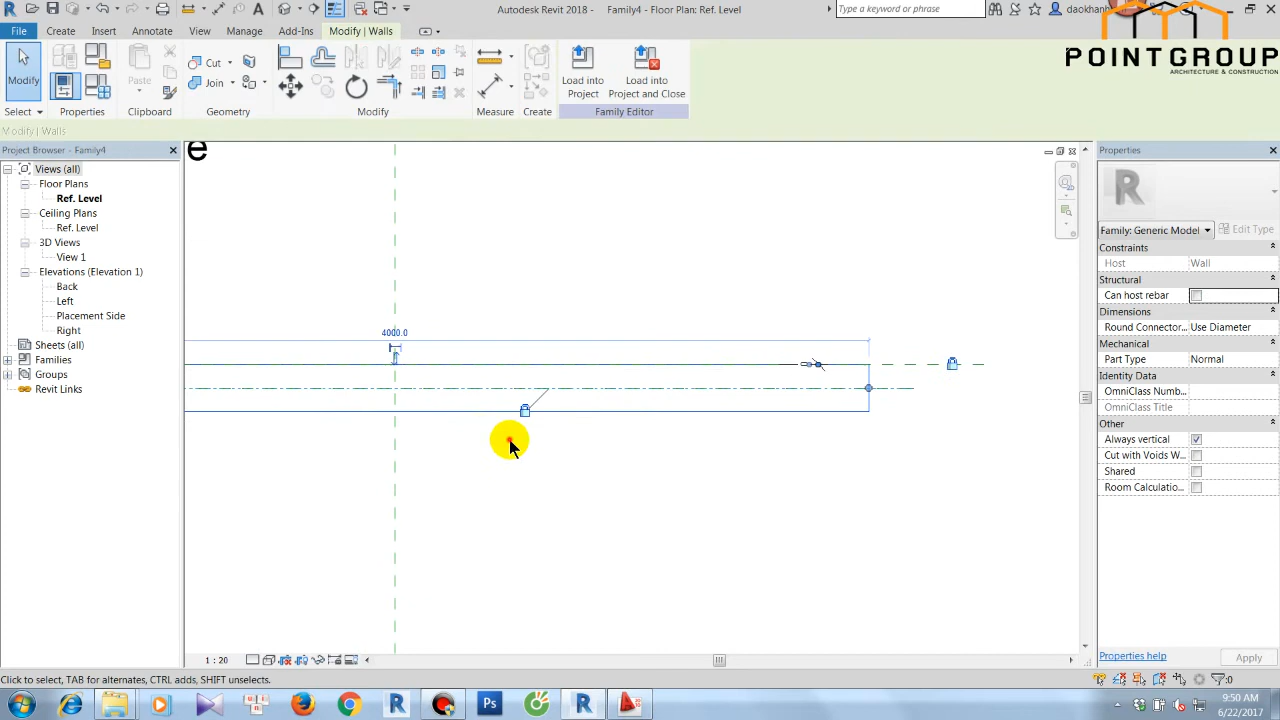 Autodesk Revit 2018 - Family4 - Floor Plan: Ref. Level
Type a keyword or phrase
daokhanh
File Create Insert Annotate View Manage Add-Ins Modify | Walls
POINTGROUP
ARCHITECTURE & CONSTRUCTION
Modify
Paste
Cut
Join
Load into
Project
Load into
Project and Close
Select Properties Clipboard Geometry Modify Measure Create Family Editor
Modify | Walls
Project Browser - Family4
Views (all)
Floor Plans
Ref. Level
Ceiling Plans
Ref. Level
3D Views
View 1
Elevations (Elevation 1)
Back
Left
Placement Side
Right
Sheets (all)
Families
Groups
Revit Links
e
4000.0
Properties
Family: Generic Model
Edit Type
Constraints
Host Wall
Structural
Can host rebar
Dimensions
Round Connector... Use Diameter
Mechanical
Part Type Normal
Identity Data
OmniClass Numb...
OmniClass Title
Other
Always vertical
Cut with Voids W...
Shared
Room Calculatio...
Properties help
Apply
1 : 20
Click to select, TAB for alternates, CTRL adds, SHIFT unselects.
:0
9:50 AM
6/22/2017